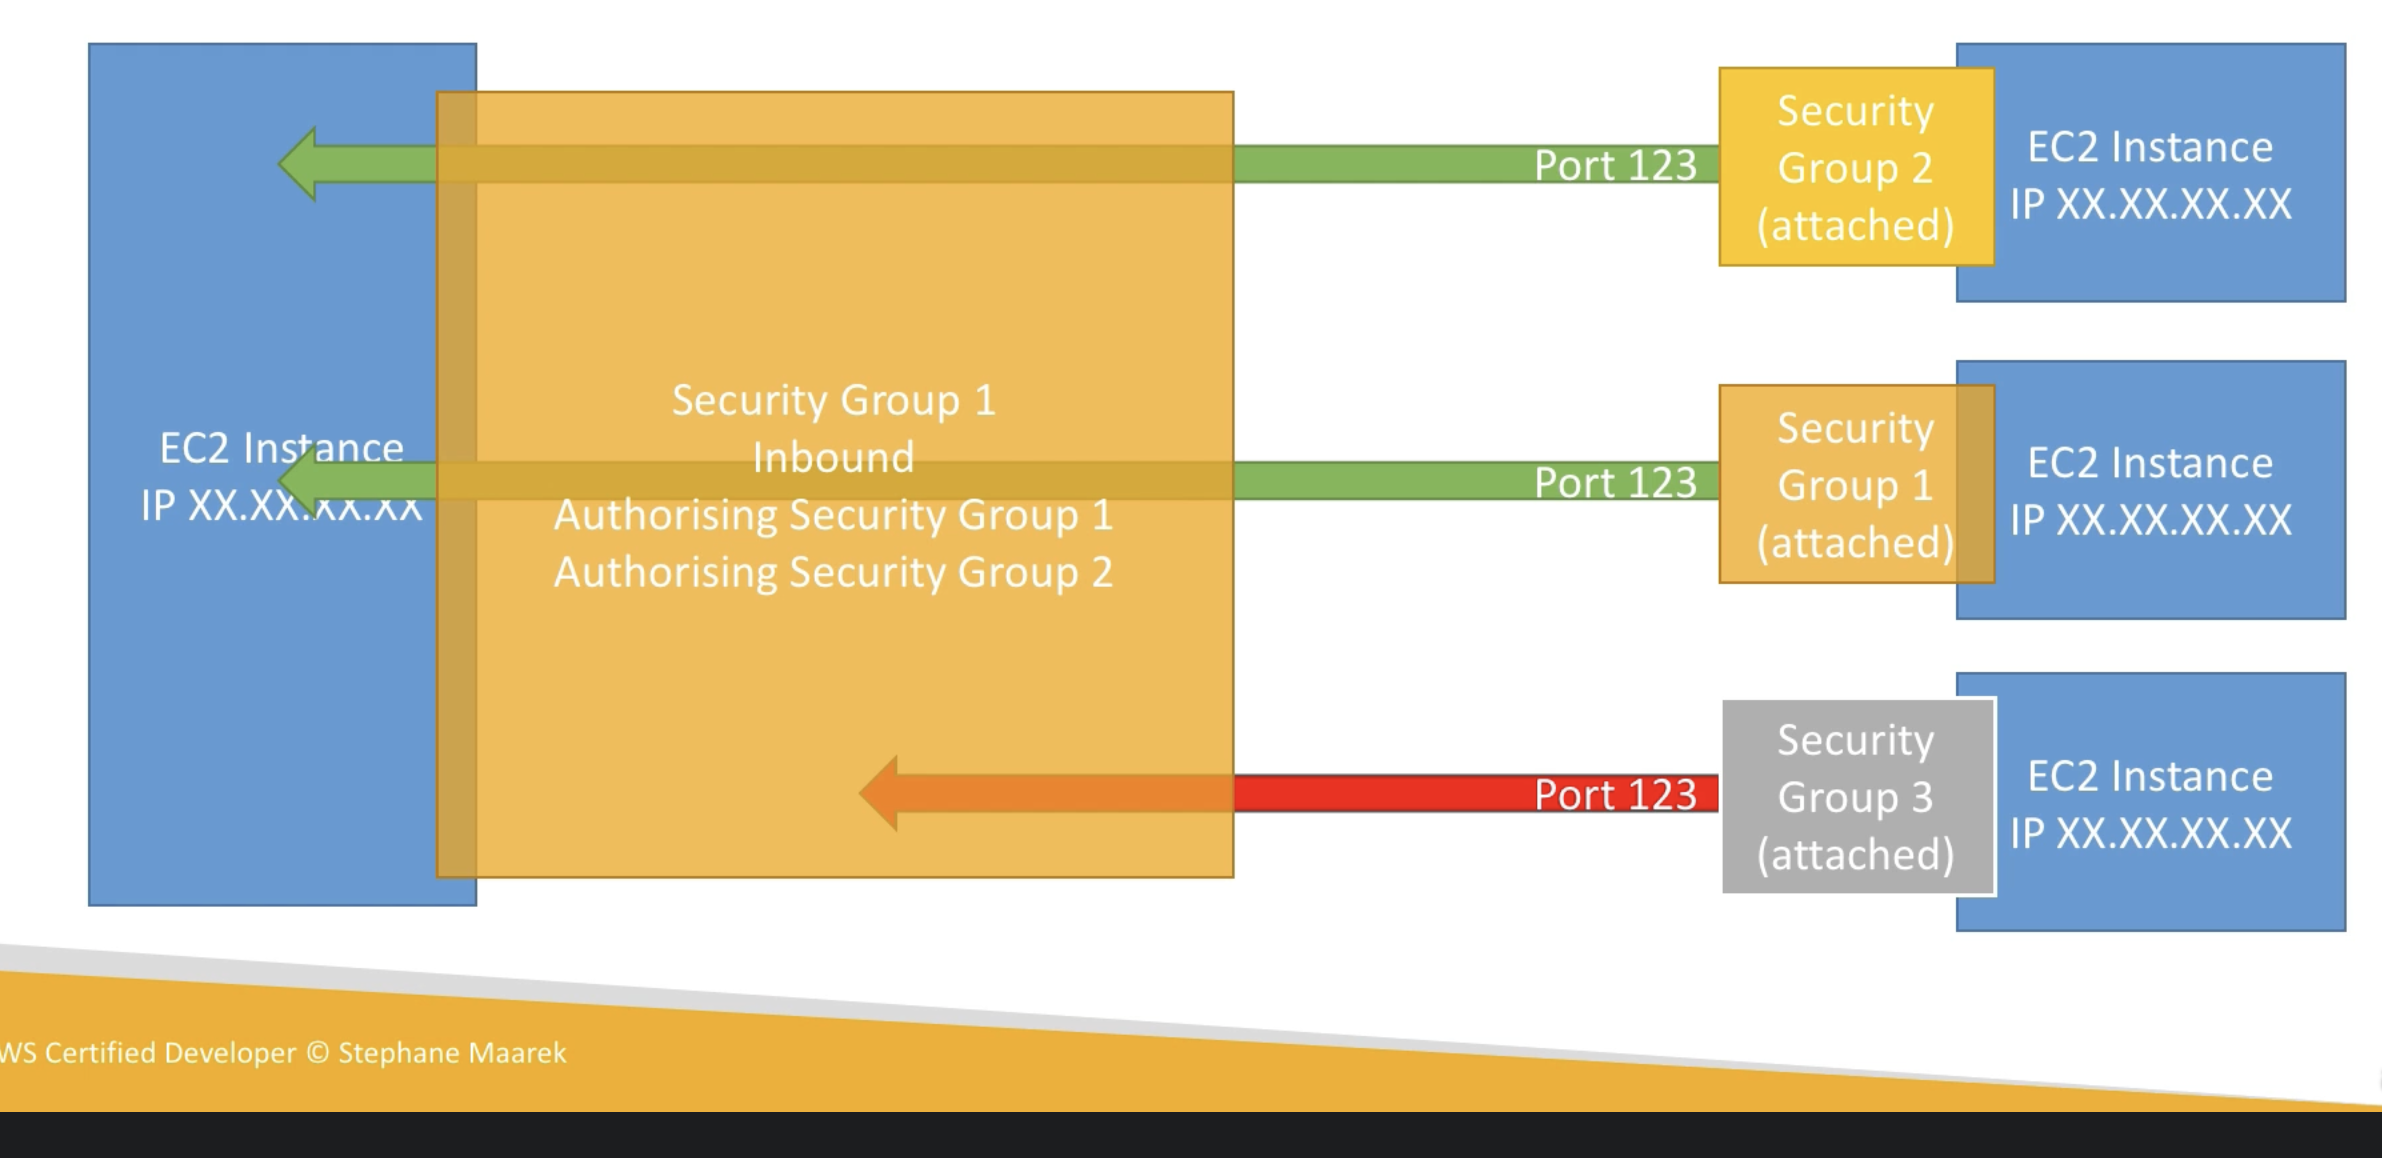 EC2 Instance
IP XX.XX.XX.XX
Security Group 1
Inbound
Authorising Security Group 1
Authorising Security Group 2
Port 123
Security
Group 2
(attached)
EC2 Instance
IP XX.XX.XX.XX
Port 123
Security
Group 1
(attached)
EC2 Instance
IP XX.XX.XX.XX
Port 123
Security
Group 3
(attached)
EC2 Instance
IP XX.XX.XX.XX
WS Certified Developer © Stephane Maarek